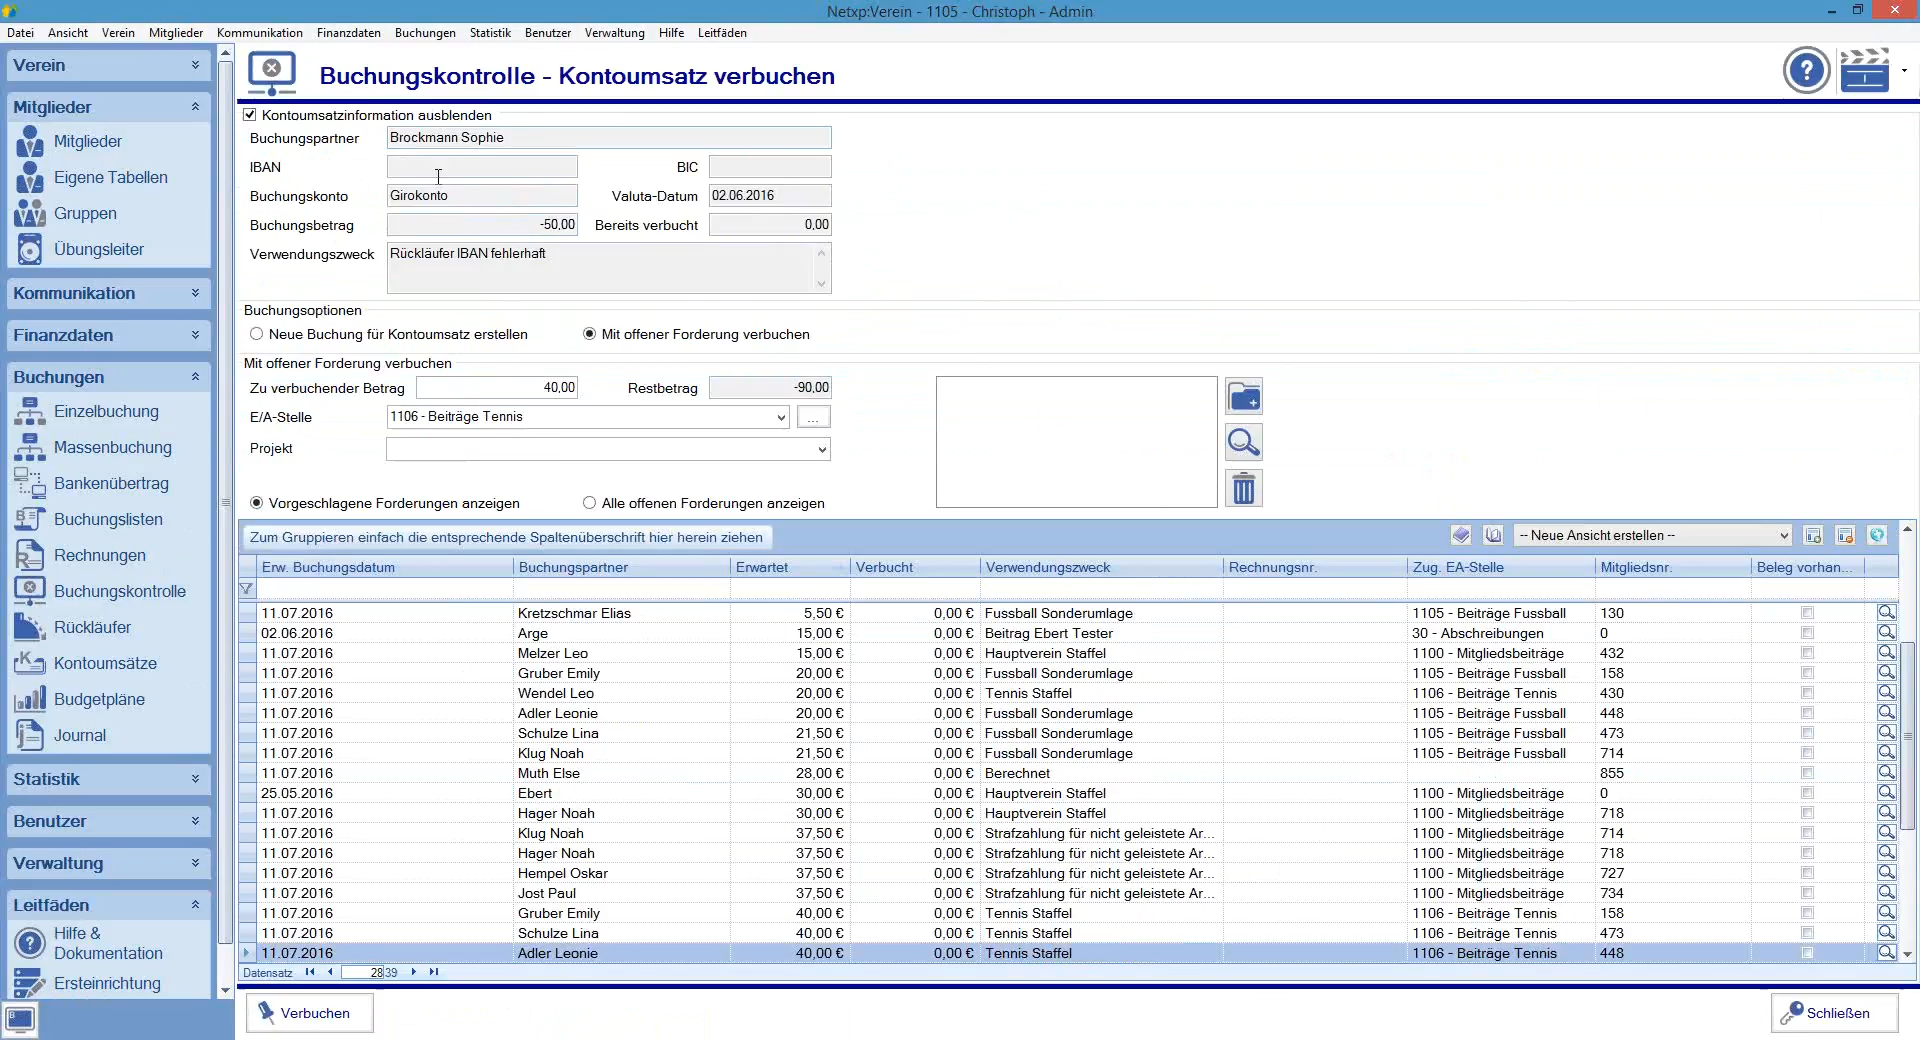 Netxp:Verein - 1105 - Christoph - Admin
Datei Ansicht Verein Mitglieder Kommunikation Finanzdaten Buchungen Statistik Benutzer Verwaltung Hilfe Leitfäden
Verein
Mitglieder
Mitglieder
Eigene Tabellen
Gruppen
Übungsleiter
Kommunikation
Finanzdaten
Buchungen
Einzelbuchung
Massenbuchung
Bankenübertrag
Buchungslisten
Rechnungen
Buchungskontrolle
Rückläufer
Kontoumsätze
Budgetpläne
Journal
Statistik
Benutzer
Verwaltung
Leitfäden
Hilfe &
Dokumentation
Ersteinrichtung
Buchungskontrolle - Kontoumsatz verbuchen
Kontoumsatzinformation ausblenden
Buchungspartner Brockmann Sophie
IBAN BIC
Buchungskonto Girokonto Valuta-Datum 02.06.2016
Buchungsbetrag -50,00 Bereits verbucht 0,00
Verwendungszweck Rückläufer IBAN fehlerhaft
Buchungsoptionen
Neue Buchung für Kontoumsatz erstellen Mit offener Forderung verbuchen
Mit offener Forderung verbuchen
Zu verbuchender Betrag 40,00 Restbetrag -90,00
E/A-Stelle 1106 - Beiträge Tennis ...
Projekt
Vorgeschlagene Forderungen anzeigen Alle offenen Forderungen anzeigen
Zum Gruppieren einfach die entsprechende Spaltenüberschrift hier herein ziehen -- Neue Ansicht erstellen --
Erw. Buchungsdatum Buchungspartner Erwartet Verbucht Verwendungszweck Rechnungsnr. Zug. EA-Stelle Mitgliedsnr. Beleg vorhan...
11.07.2016 Kretzschmar Elias 5,50 € 0,00 € Fussball Sonderumlage 1105 - Beiträge Fussball 130
02.06.2016 Arge 15,00 € 0,00 € Beitrag Ebert Tester 30 - Abschreibungen 0
11.07.2016 Melzer Leo 15,00 € 0,00 € Hauptverein Staffel 1100 - Mitgliedsbeiträge 432
11.07.2016 Gruber Emily 20,00 € 0,00 € Fussball Sonderumlage 1105 - Beiträge Fussball 158
11.07.2016 Wendel Leo 20,00 € 0,00 € Tennis Staffel 1106 - Beiträge Tennis 430
11.07.2016 Adler Leonie 20,00 € 0,00 € Fussball Sonderumlage 1105 - Beiträge Fussball 448
11.07.2016 Schulze Lina 21,50 € 0,00 € Fussball Sonderumlage 1105 - Beiträge Fussball 473
11.07.2016 Klug Noah 21,50 € 0,00 € Fussball Sonderumlage 1105 - Beiträge Fussball 714
11.07.2016 Muth Else 28,00 € 0,00 € Berechnet 855
25.05.2016 Ebert 30,00 € 0,00 € Hauptverein Staffel 1100 - Mitgliedsbeiträge 0
11.07.2016 Hager Noah 30,00 € 0,00 € Hauptverein Staffel 1100 - Mitgliedsbeiträge 718
11.07.2016 Klug Noah 37,50 € 0,00 € Strafzahlung für nicht geleistete Ar... 1100 - Mitgliedsbeiträge 714
11.07.2016 Hager Noah 37,50 € 0,00 € Strafzahlung für nicht geleistete Ar... 1100 - Mitgliedsbeiträge 718
11.07.2016 Hempel Oskar 37,50 € 0,00 € Strafzahlung für nicht geleistete Ar... 1100 - Mitgliedsbeiträge 727
11.07.2016 Jost Paul 37,50 € 0,00 € Strafzahlung für nicht geleistete Ar... 1100 - Mitgliedsbeiträge 734
11.07.2016 Gruber Emily 40,00 € 0,00 € Tennis Staffel 1106 - Beiträge Tennis 158
11.07.2016 Schulze Lina 40,00 € 0,00 € Tennis Staffel 1106 - Beiträge Tennis 473
11.07.2016 Adler Leonie 40,00 € 0,00 € Tennis Staffel 1106 - Beiträge Tennis 448
Datensatz 28 39
Verbuchen Schließen